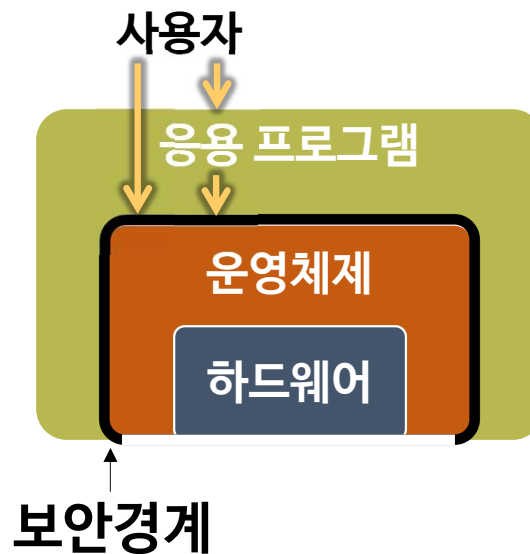 사용자
응용 프로그램
운영체제
하드웨어
보안경계